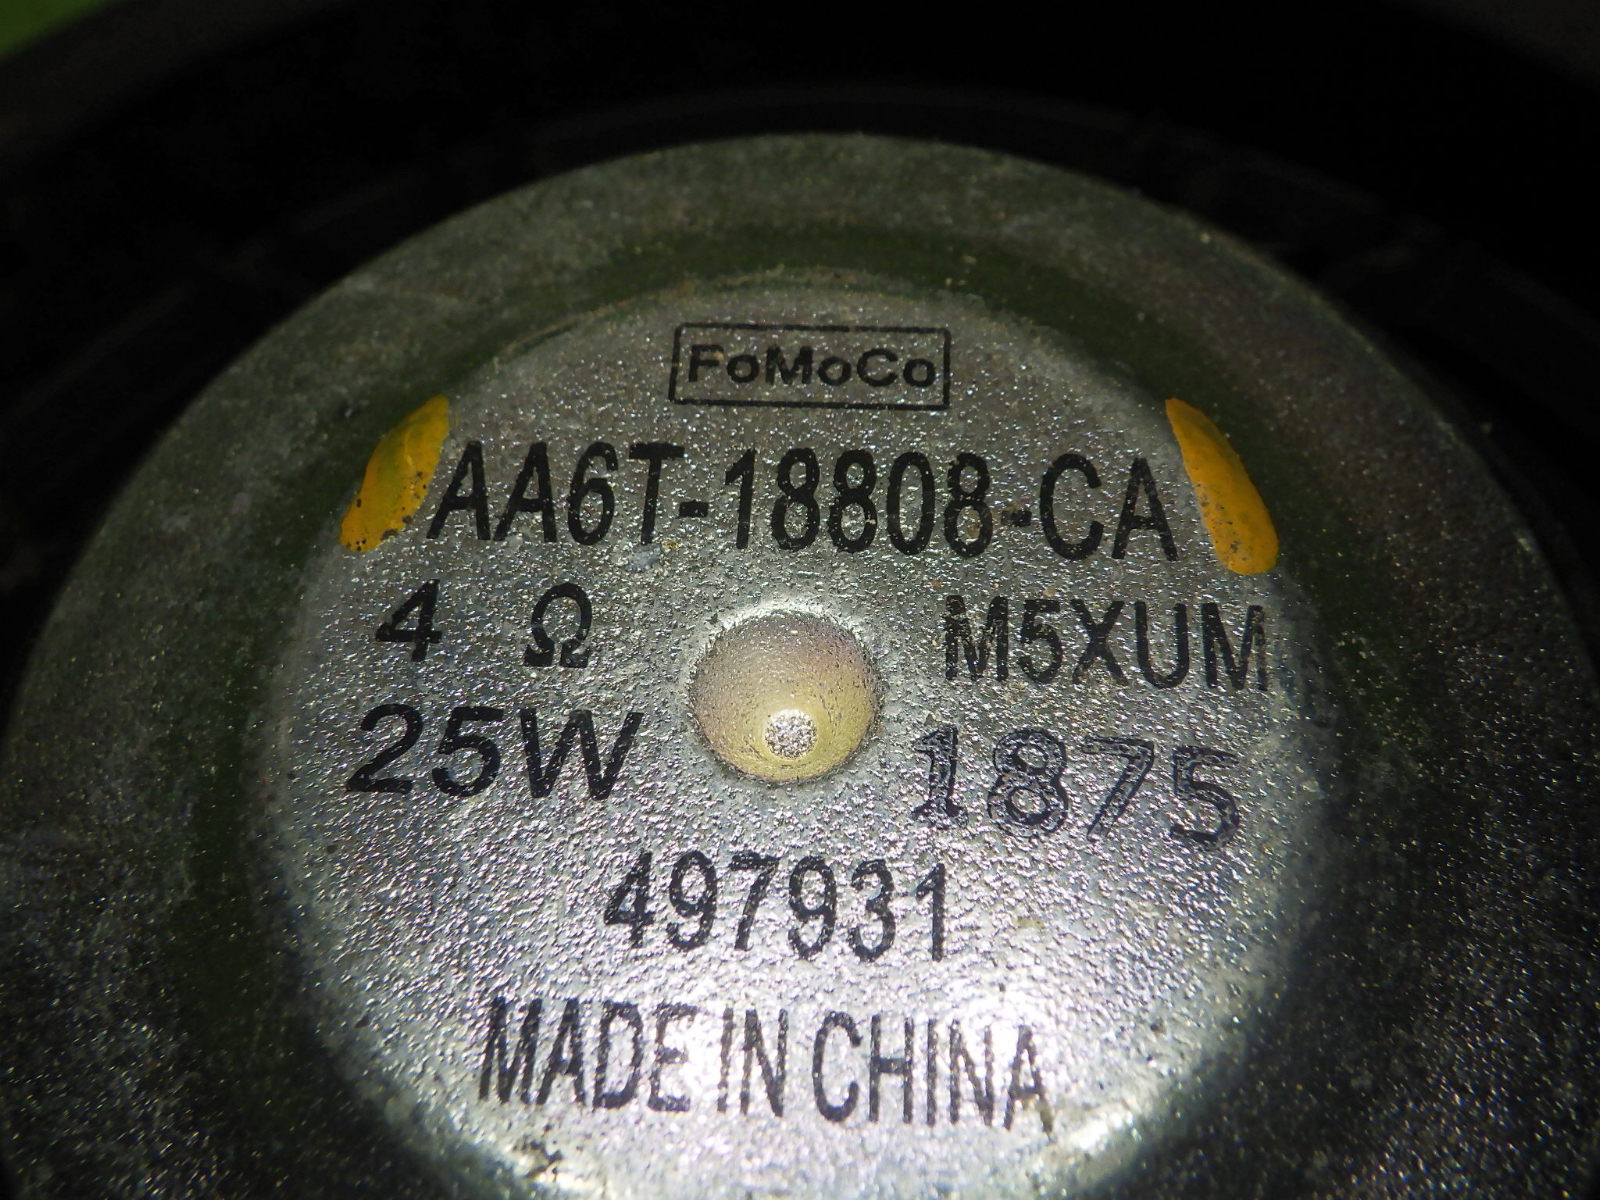 FoMoCo
AA6T-18808-CA
4 Ω M5XUM
25W 1875
497931
MADE IN CHINA